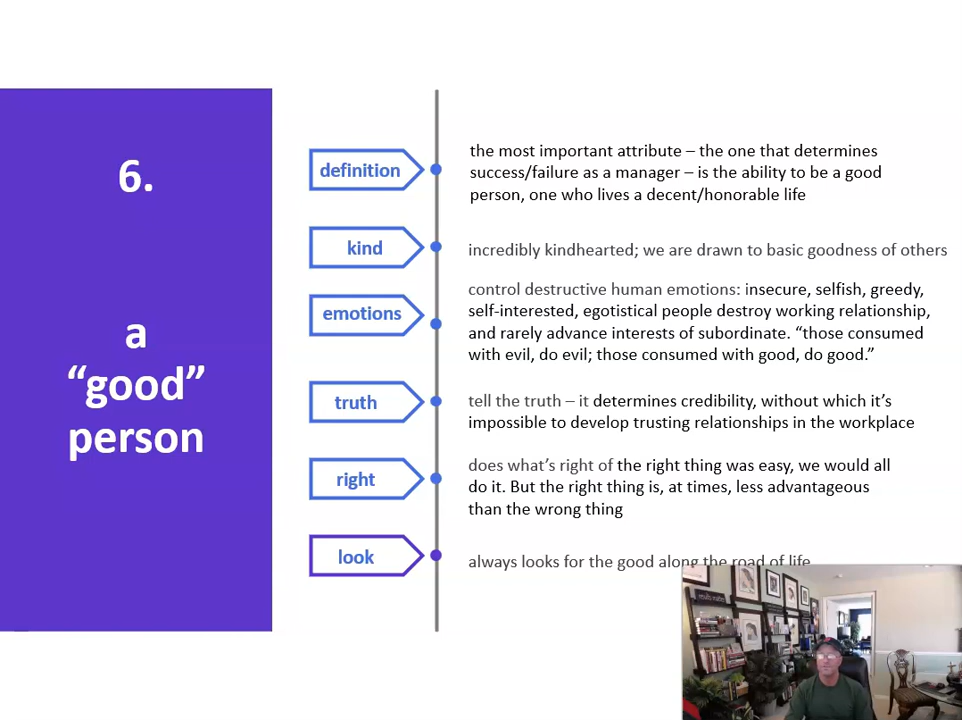 6.
a
“good”
person
definition
the most important attribute – the one that determines
success/failure as a manager – is the ability to be a good
person, one who lives a decent/honorable life
kind
incredibly kindhearted; we are drawn to basic goodness of others
emotions
control destructive human emotions: insecure, selfish, greedy,
self-interested, egotistical people destroy working relationship,
and rarely advance interests of subordinate. “those consumed
with evil, do evil; those consumed with good, do good.”
truth
tell the truth – it determines credibility, without which it’s
impossible to develop trusting relationships in the workplace
right
does what’s right of the right thing was easy, we would all
do it. But the right thing is, at times, less advantageous
than the wrong thing
look
always looks for the good along the road of life